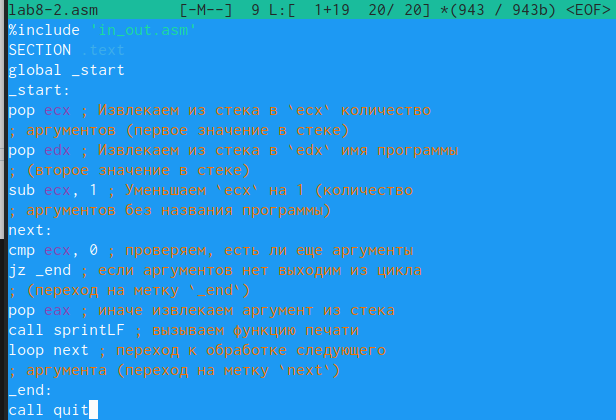 lab8-2.asm [-M--] 9 L:[ 1+19 20/ 20] *(943 / 943b) <EOF>
%include 'in_out.asm'
SECTION .text
global _start
_start:
pop ecx ; Извлекаем из стека в `ecx` количество
; аргументов (первое значение в стеке)
pop edx ; Извлекаем из стека в `edx` имя программы
; (второе значение в стеке)
sub ecx, 1 ; Уменьшаем `ecx` на 1 (количество
; аргументов без названия программы)
next:
cmp ecx, 0 ; проверяем, есть ли еще аргументы
jz _end ; если аргументов нет выходим из цикла
; (переход на метку `_end`)
pop eax ; иначе извлекаем аргумент из стека
call sprintLF ; вызываем функцию печати
loop next ; переход к обработке следующего
; аргумента (переход на метку `next`)
_end:
call quit